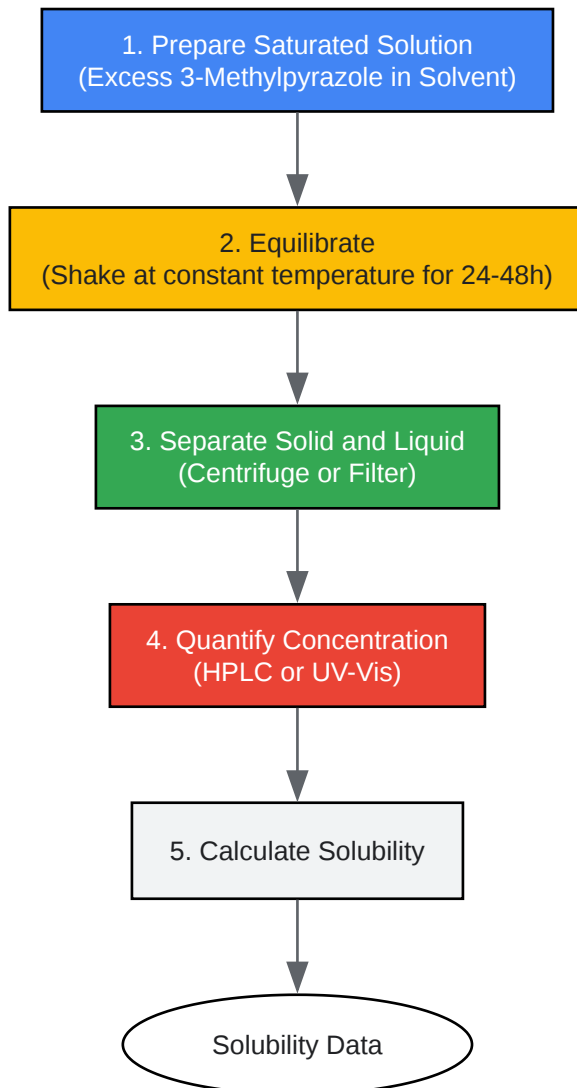 1. Prepare Saturated Solution
(Excess 3-Methylpyrazole in Solvent)
2. Equilibrate
(Shake at constant temperature for 24-48h)
3. Separate Solid and Liquid
(Centrifuge or Filter)
4. Quantify Concentration
(HPLC or UV-Vis)
5. Calculate Solubility
Solubility Data